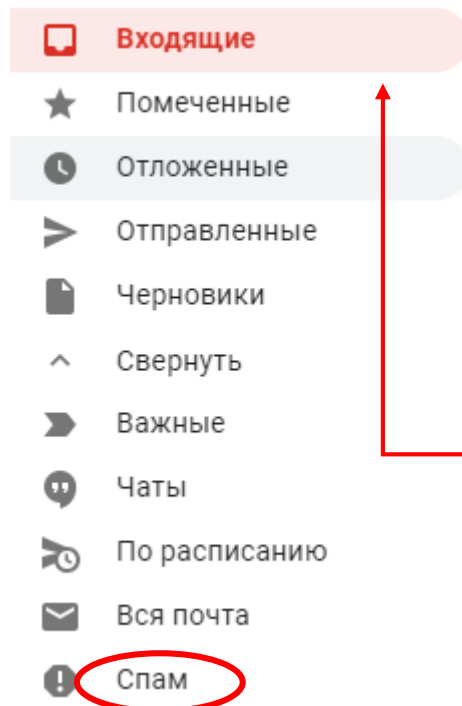 Входящие
Помеченные
Отложенные
Отправленные
Черновики
Свернуть
Важные
Чаты
По расписанию
Вся почта
Спам